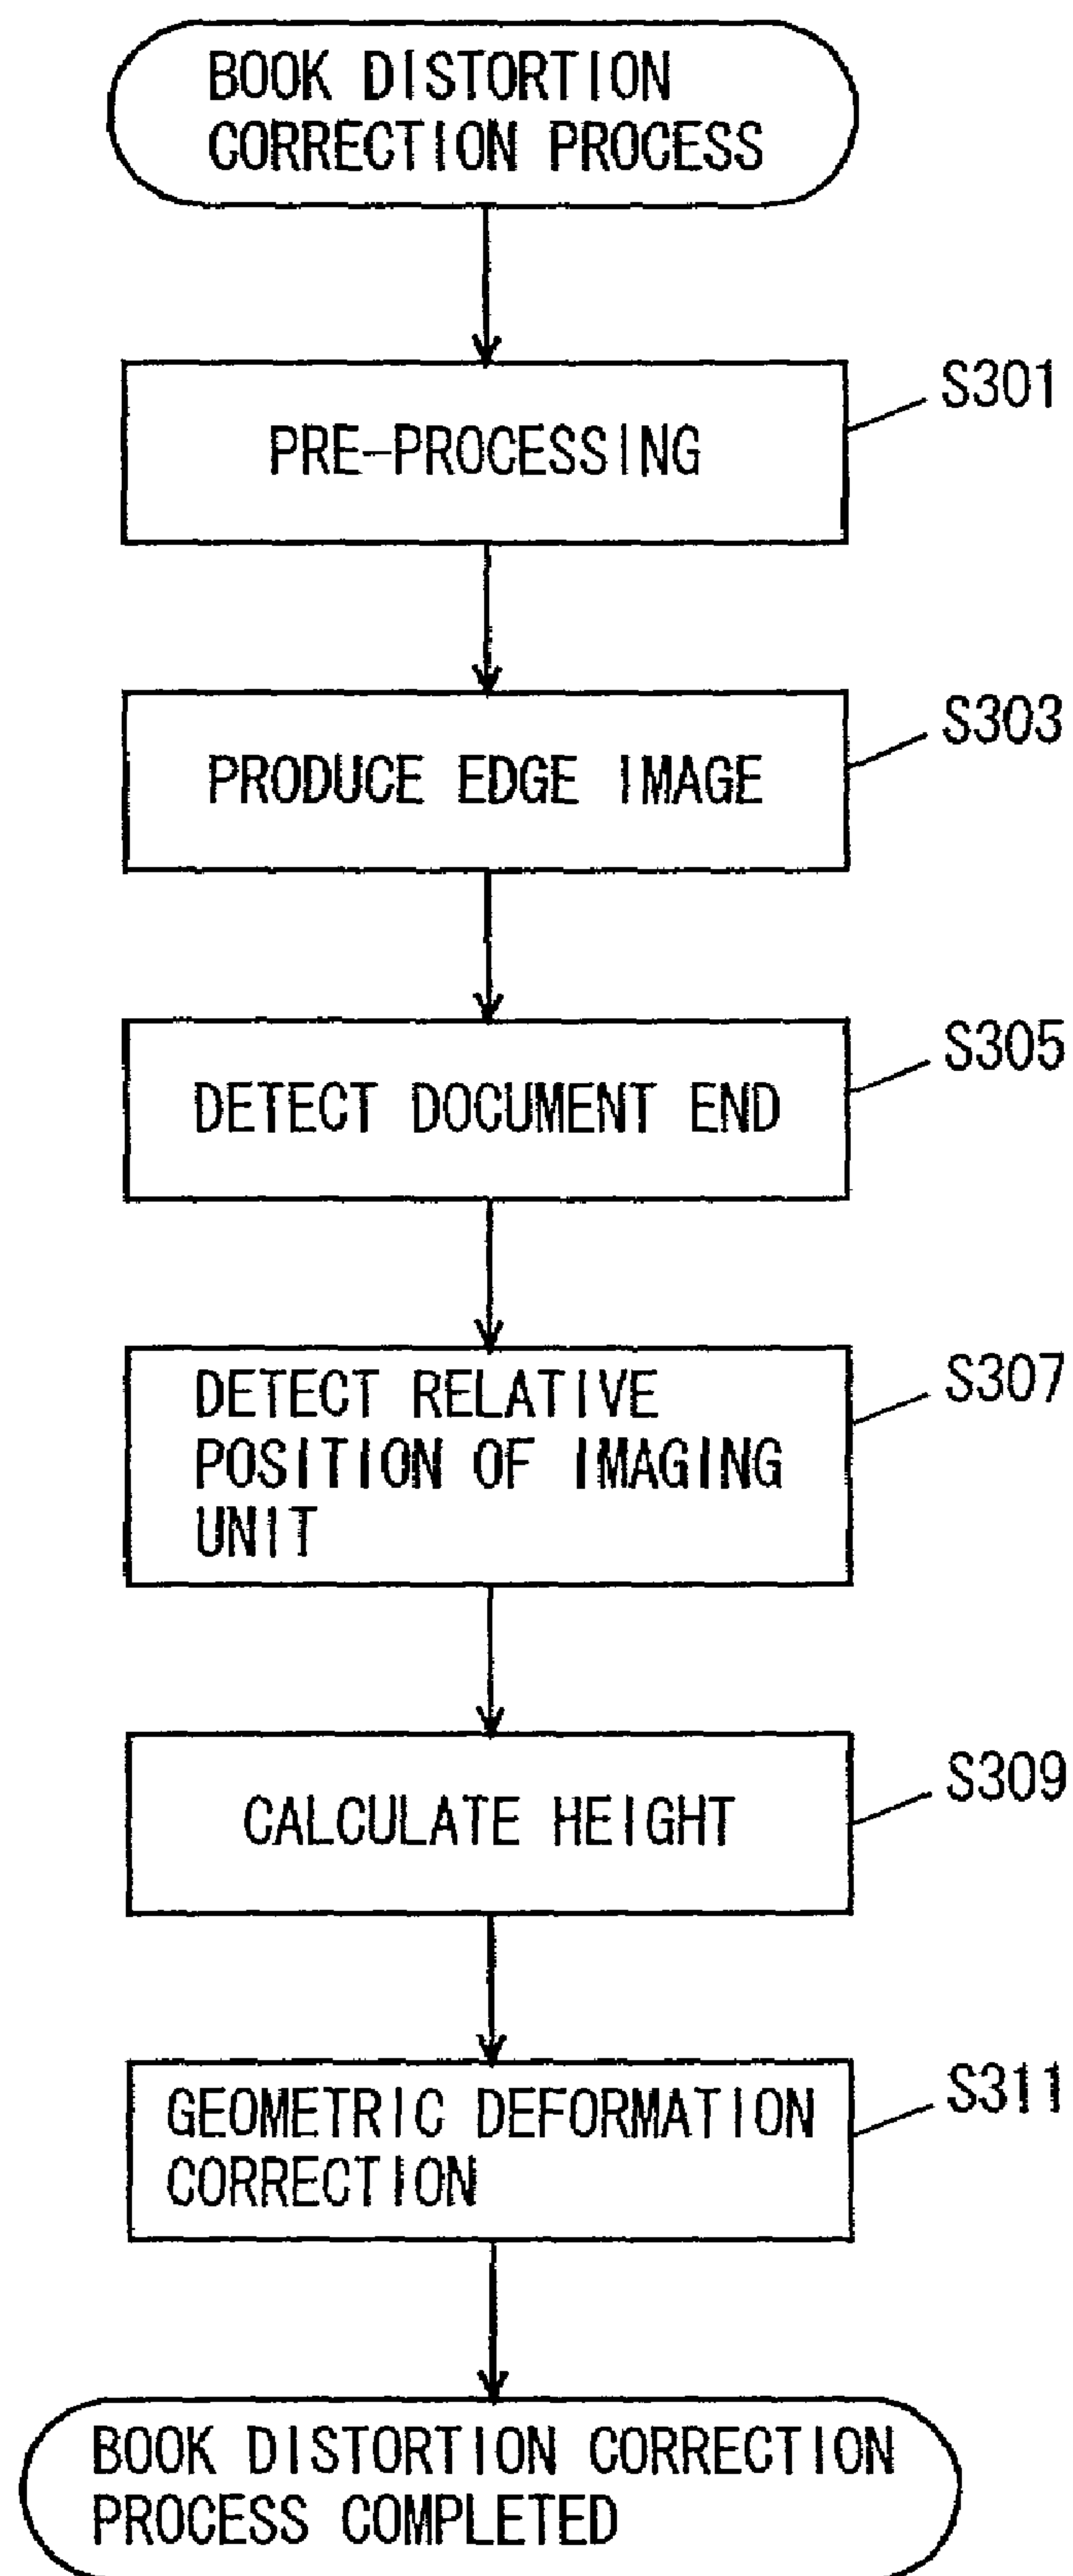 BOOK DISTORTION
CORRECTION PROCESS
S301
PRE-PROCESSING
S303
PRODUCE EDGE IMAGE
S305
DETECT DOCUMENT END
S307
DETECT RELATIVE
POSITION OF IMAGING
UNIT
S309
CALCULATE HEIGHT
S311
GEOMETRIC DEFORMATION
CORRECTION
BOOK DISTORTION CORRECTION
PROCESS COMPLETED